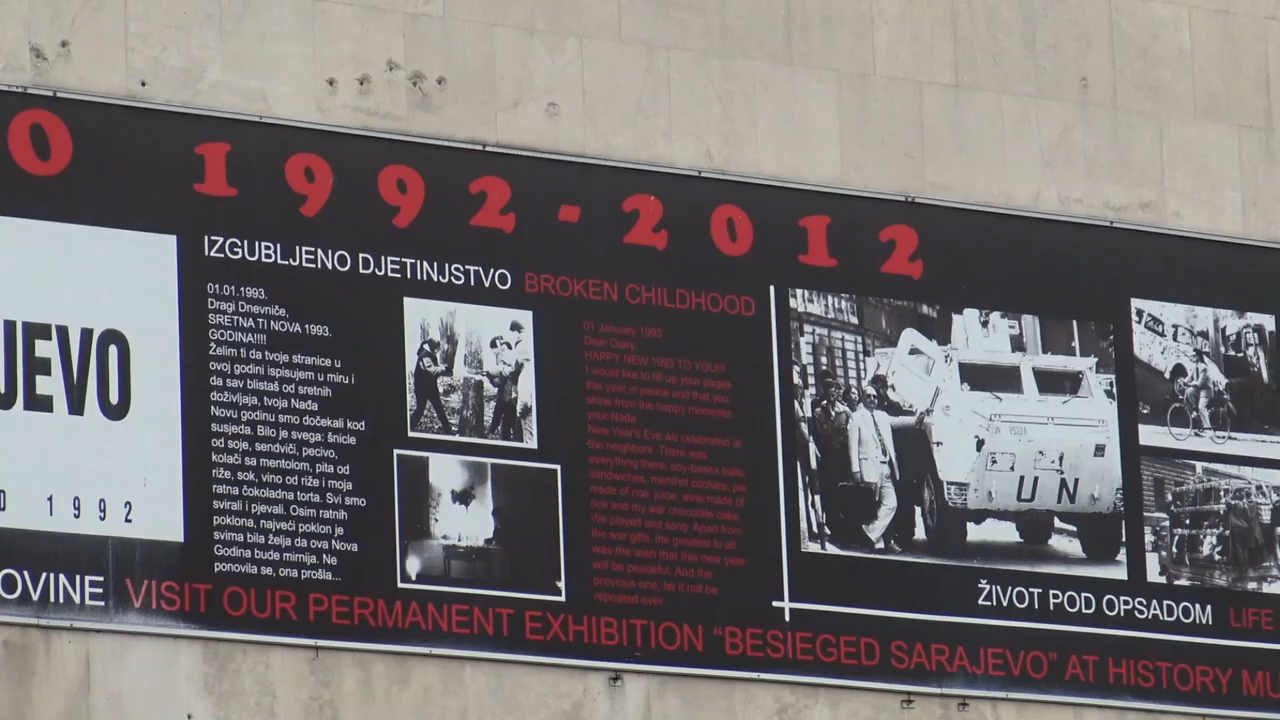 O 1992-2012
JEVO
D 1992
IZGUBLJENO DJETINJSTVO BROKEN CHILDHOOD
01.01.1993.
Dragi Dnevniče,
SRETNA TI NOVA 1993.
GODINA!!!!
Želim ti da tvoje stranice u
ovoj godini ispisujem u miru i
da sav blistaš od sretnih
doživljaja, tvoja Nađa
Novu godinu smo dočekali kod
susjeda. Bilo je svega: šnicle
od soje, sendviči, pecivo,
kolači sa mentolom, pita od
riže, sok, vino od riže i moja
ratna čokoladna torta. Svi smo
svirali i pjevali. Osim ratnih
poklona, najveći poklon je
svima bila želja da ova Nova
Godina bude mirnija. Ne
ponovila se, ona prošla...
01 January 1993
Dear Diary,
HAPPY NEW 1993 TO YOU!!!
I would like to fill up your pages
this year in peace and that you
shine from the happy moments,
your Nađa
New Year's Eve we celebrated at
the neighbors. There was
everything there: soy-beans balls,
sandwiches, menthol cookies, pie
made of rice, juice, wine made of
rice and my war chocolate cake.
We played and sang. Apart from
the war gifts, the greatest to all
was the wish that this new year
will be peaceful. And the
previous one, let it not be
repeated ever.
UN 15201
UN
ŽIVOT POD OPSADOM LIFE
OVINE VISIT OUR PERMANENT EXHIBITION “BESIEGED SARAJEVO” AT HISTORY MU